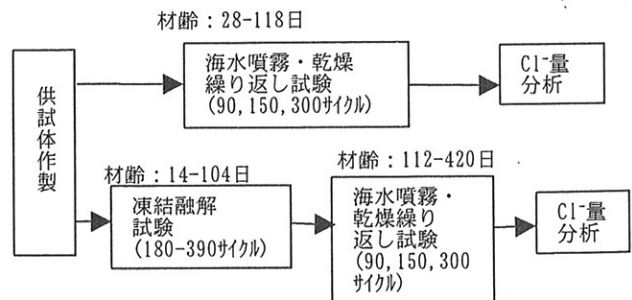 材齢：28-118日
供試体作製
海水噴霧・乾燥
繰り返し試験
(90,150,300ｻｲｸﾙ)
Cl⁻量
分析
材齢：14-104日
凍結融解
試験
(180-390ｻｲｸﾙ)
材齢：112-420日
海水噴霧・
乾燥繰り
返し試験
(90,150,300
ｻｲｸﾙ)
Cl⁻量
分析